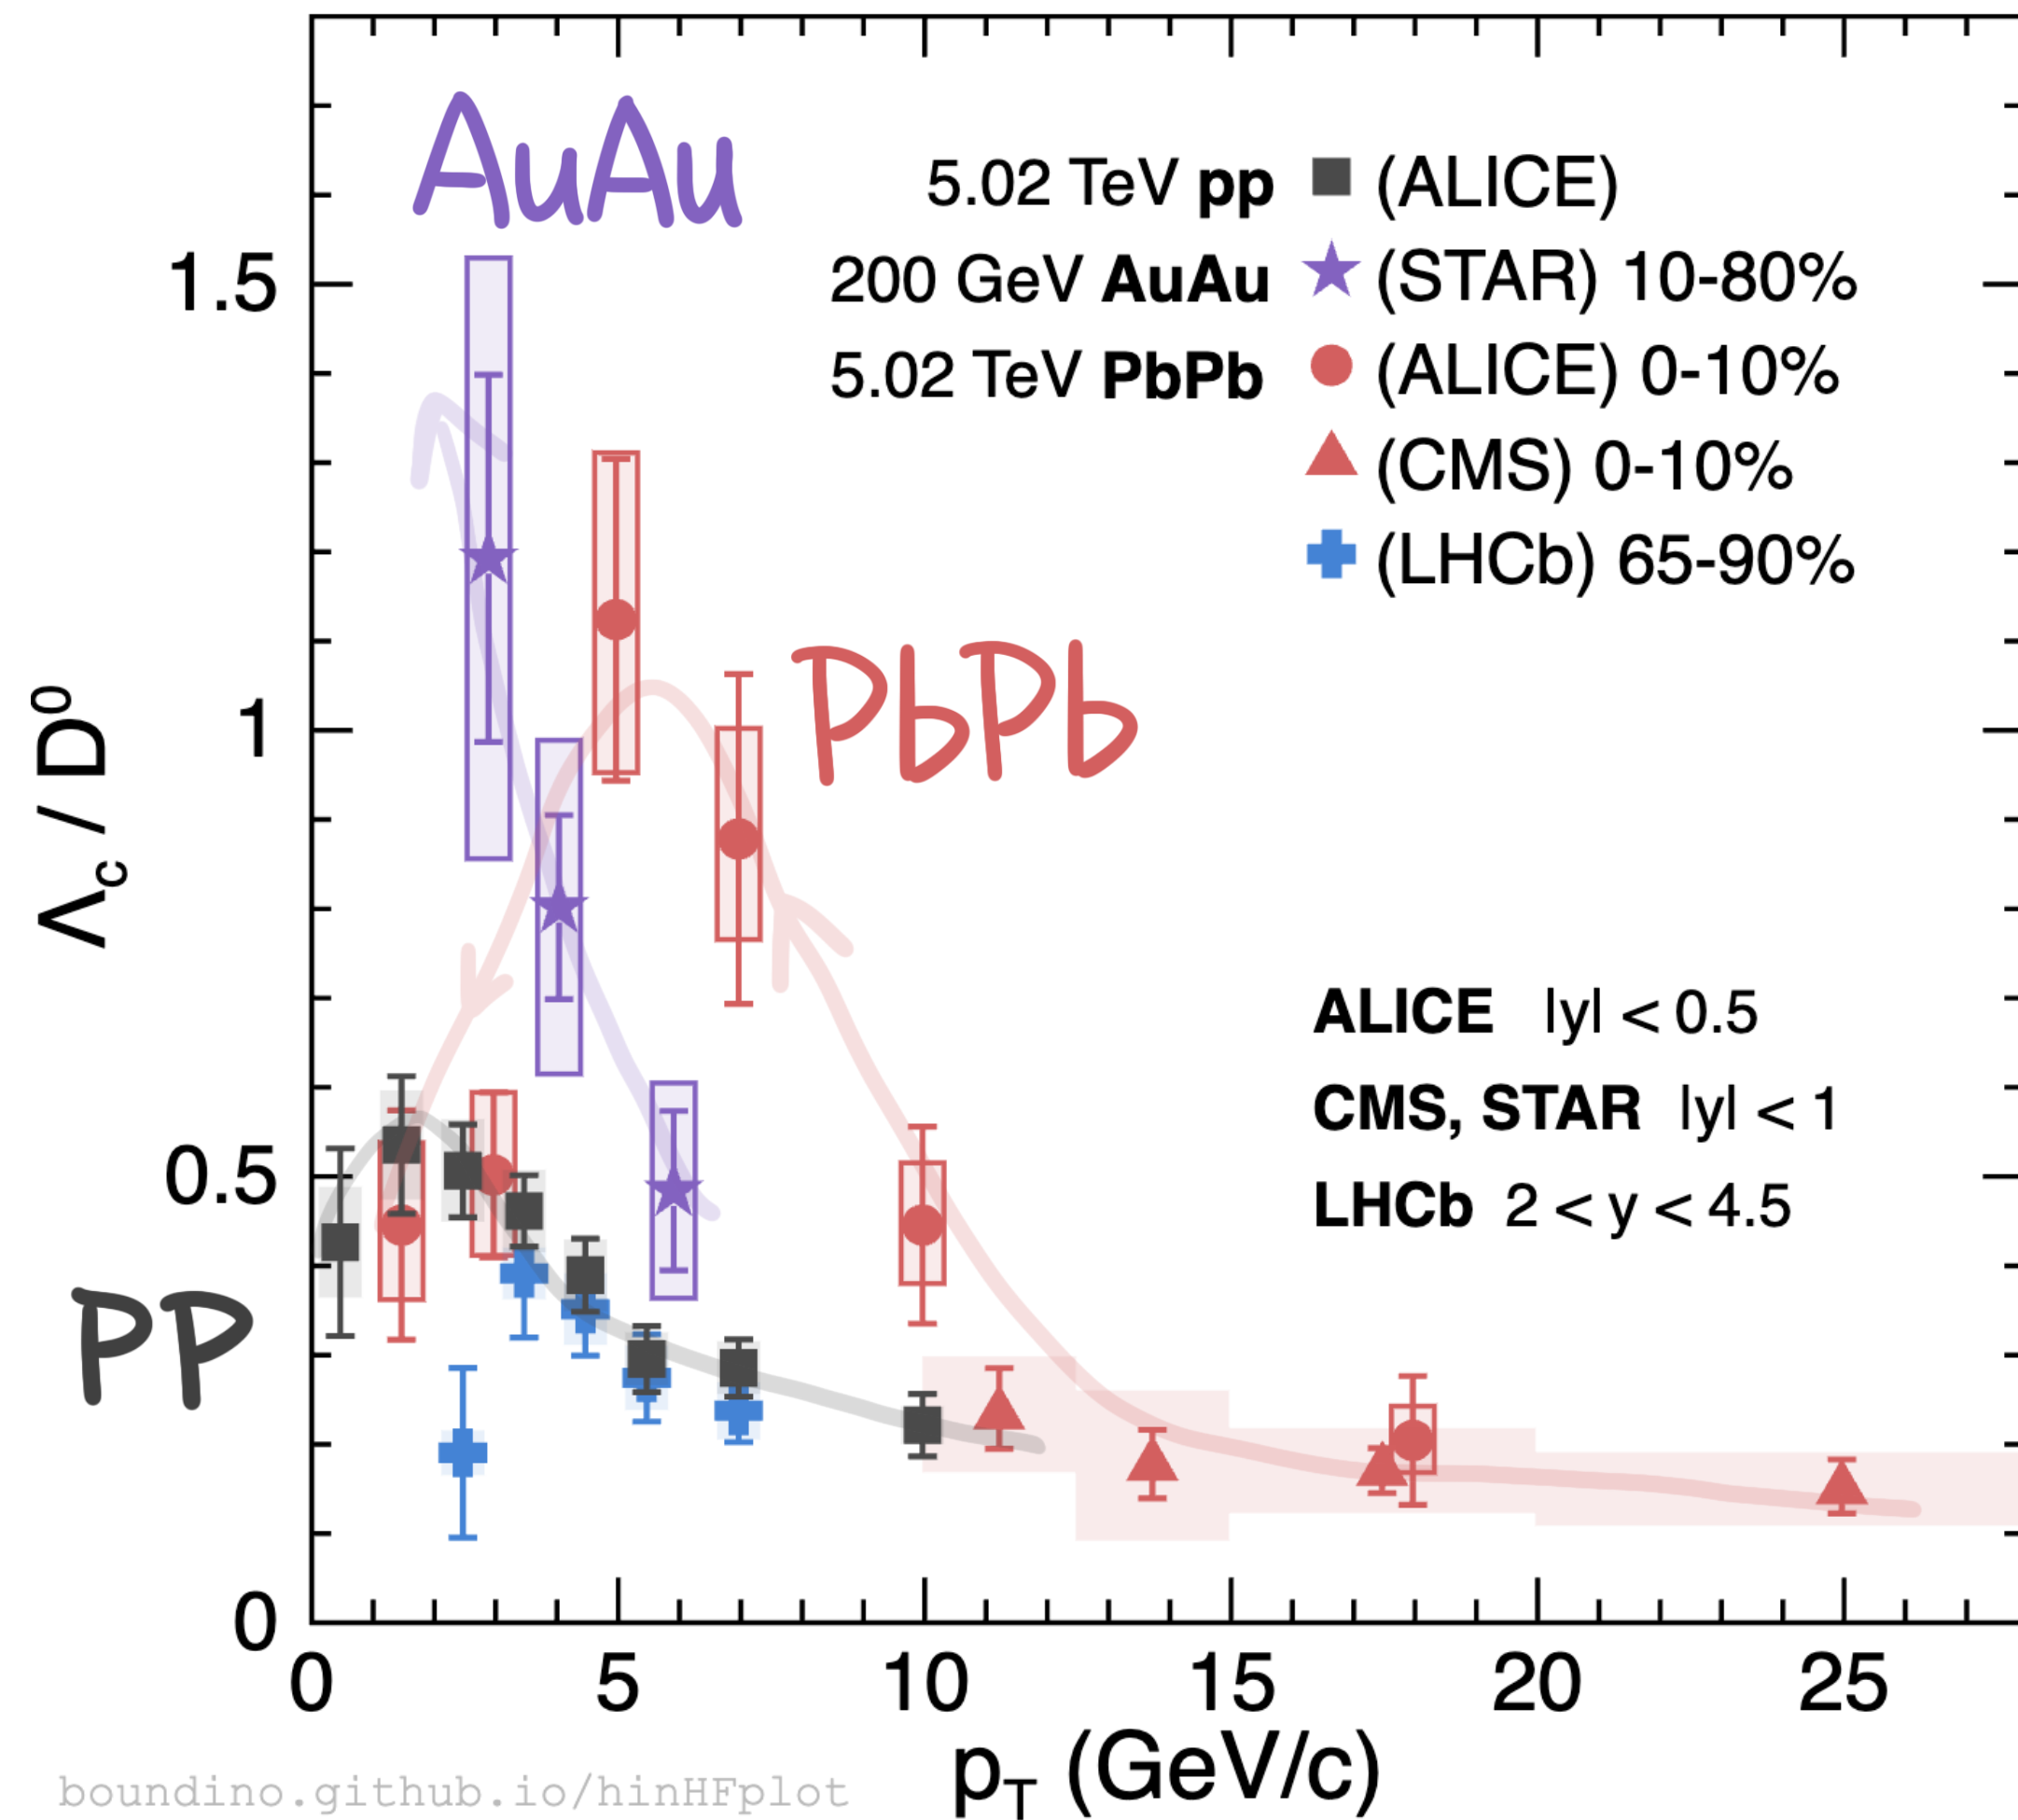 AuAu
5.02 TeV pp (ALICE)
200 GeV AuAu (STAR) 10-80%
5.02 TeV PbPb (ALICE) 0-10%
(CMS) 0-10%
(LHCb) 65-90%
1.5
PbPb
1
Λc / D⁰
ALICE |y| < 0.5
CMS, STAR |y| < 1
LHCb 2 < y < 4.5
0.5
PP
0
0 5 10 15 20 25
pT (GeV/c)
boundino.github.io/hinHFplot